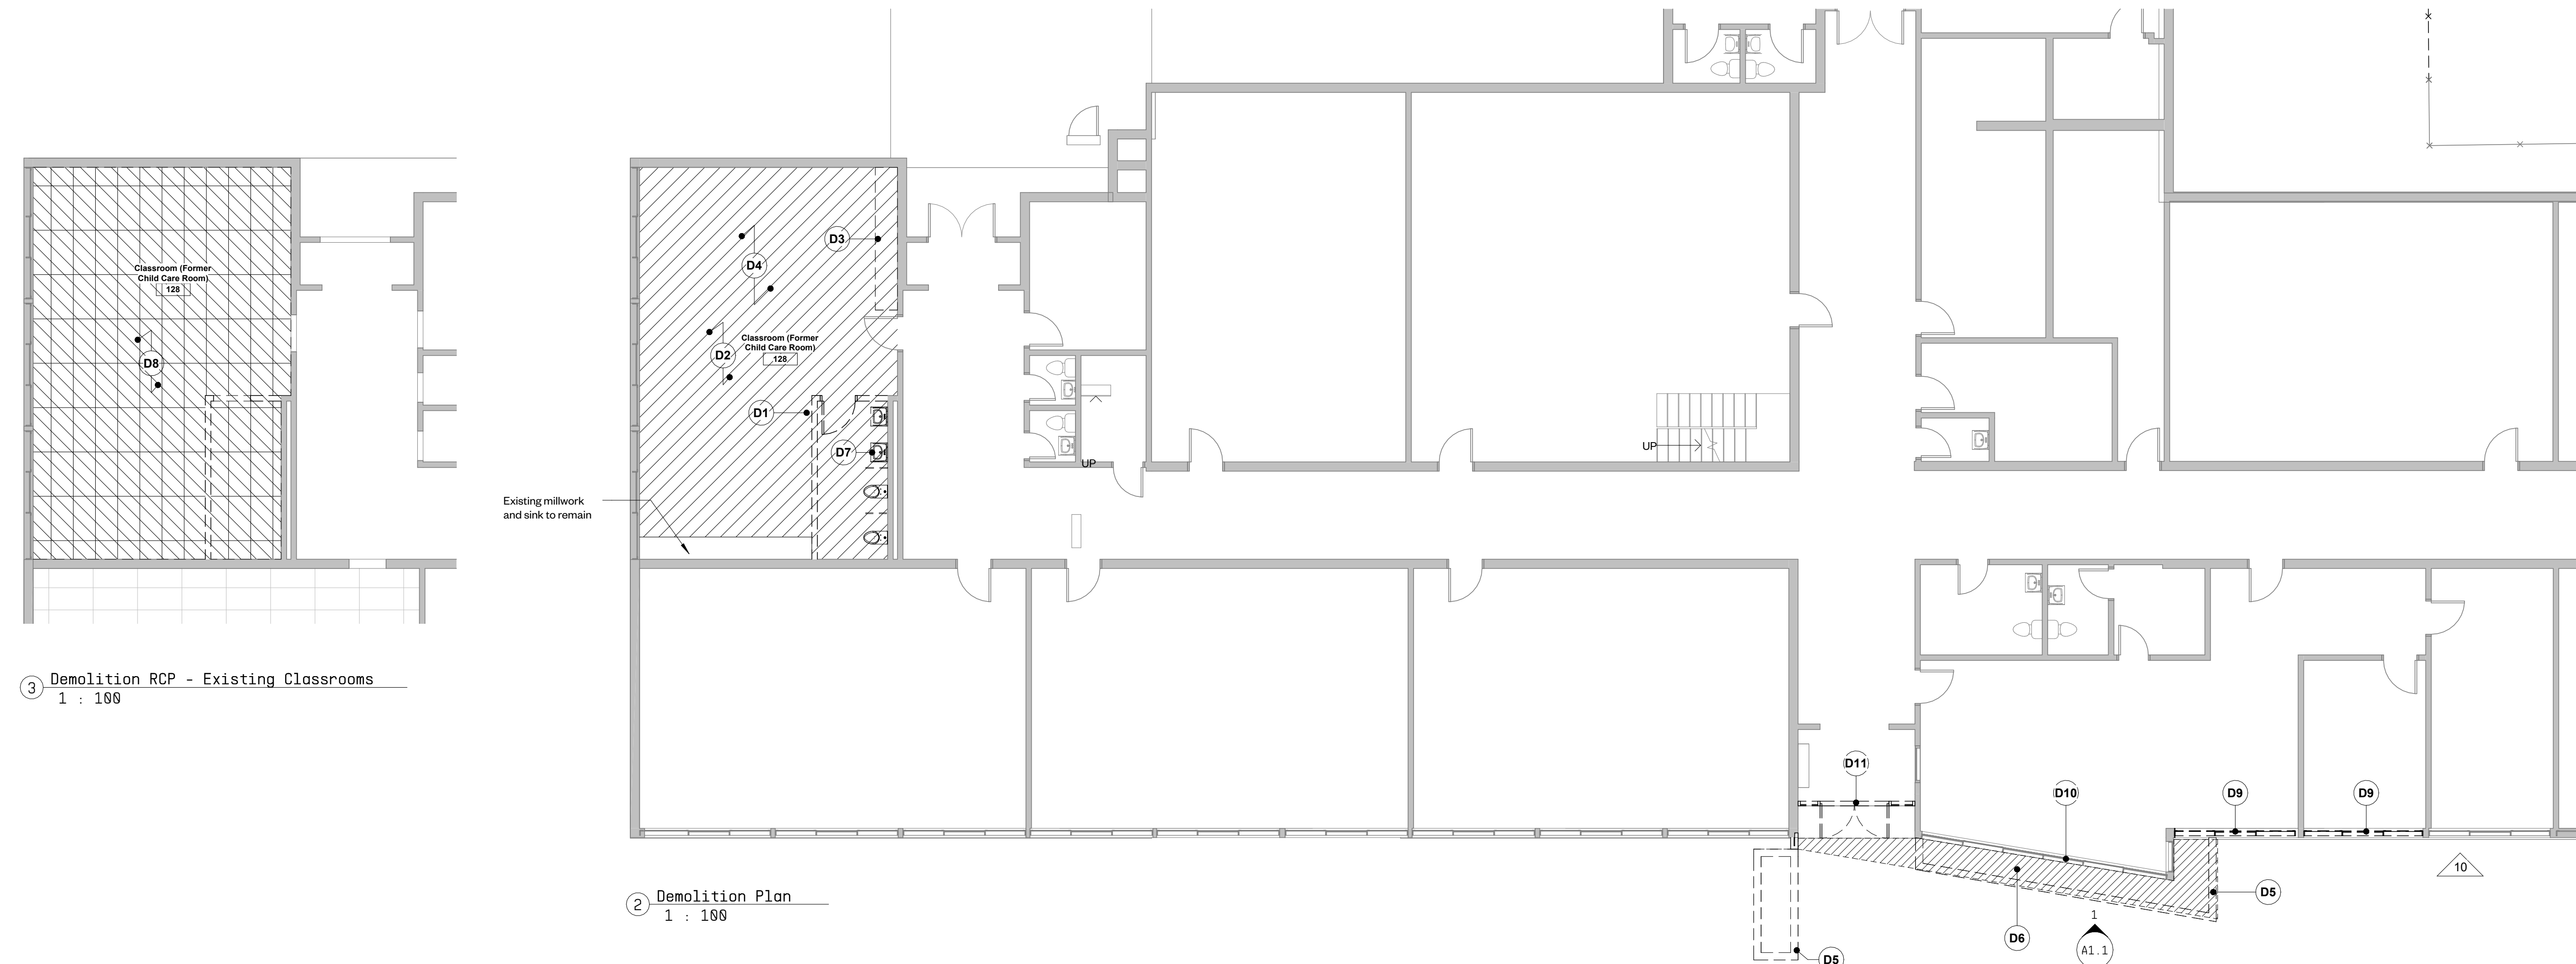 Classroom (Former
Child Care Room)
128
D8
3
Demolition RCP - Existing Classrooms
1 : 100
D3
D4
Classroom (Former
Child Care Room)
128
D2
D1
D7
Existing millwork
and sink to remain
UP
UP
D11
D10
D9
D9
10
D5
D6
1
A1.1
D5
2
Demolition Plan
1 : 100